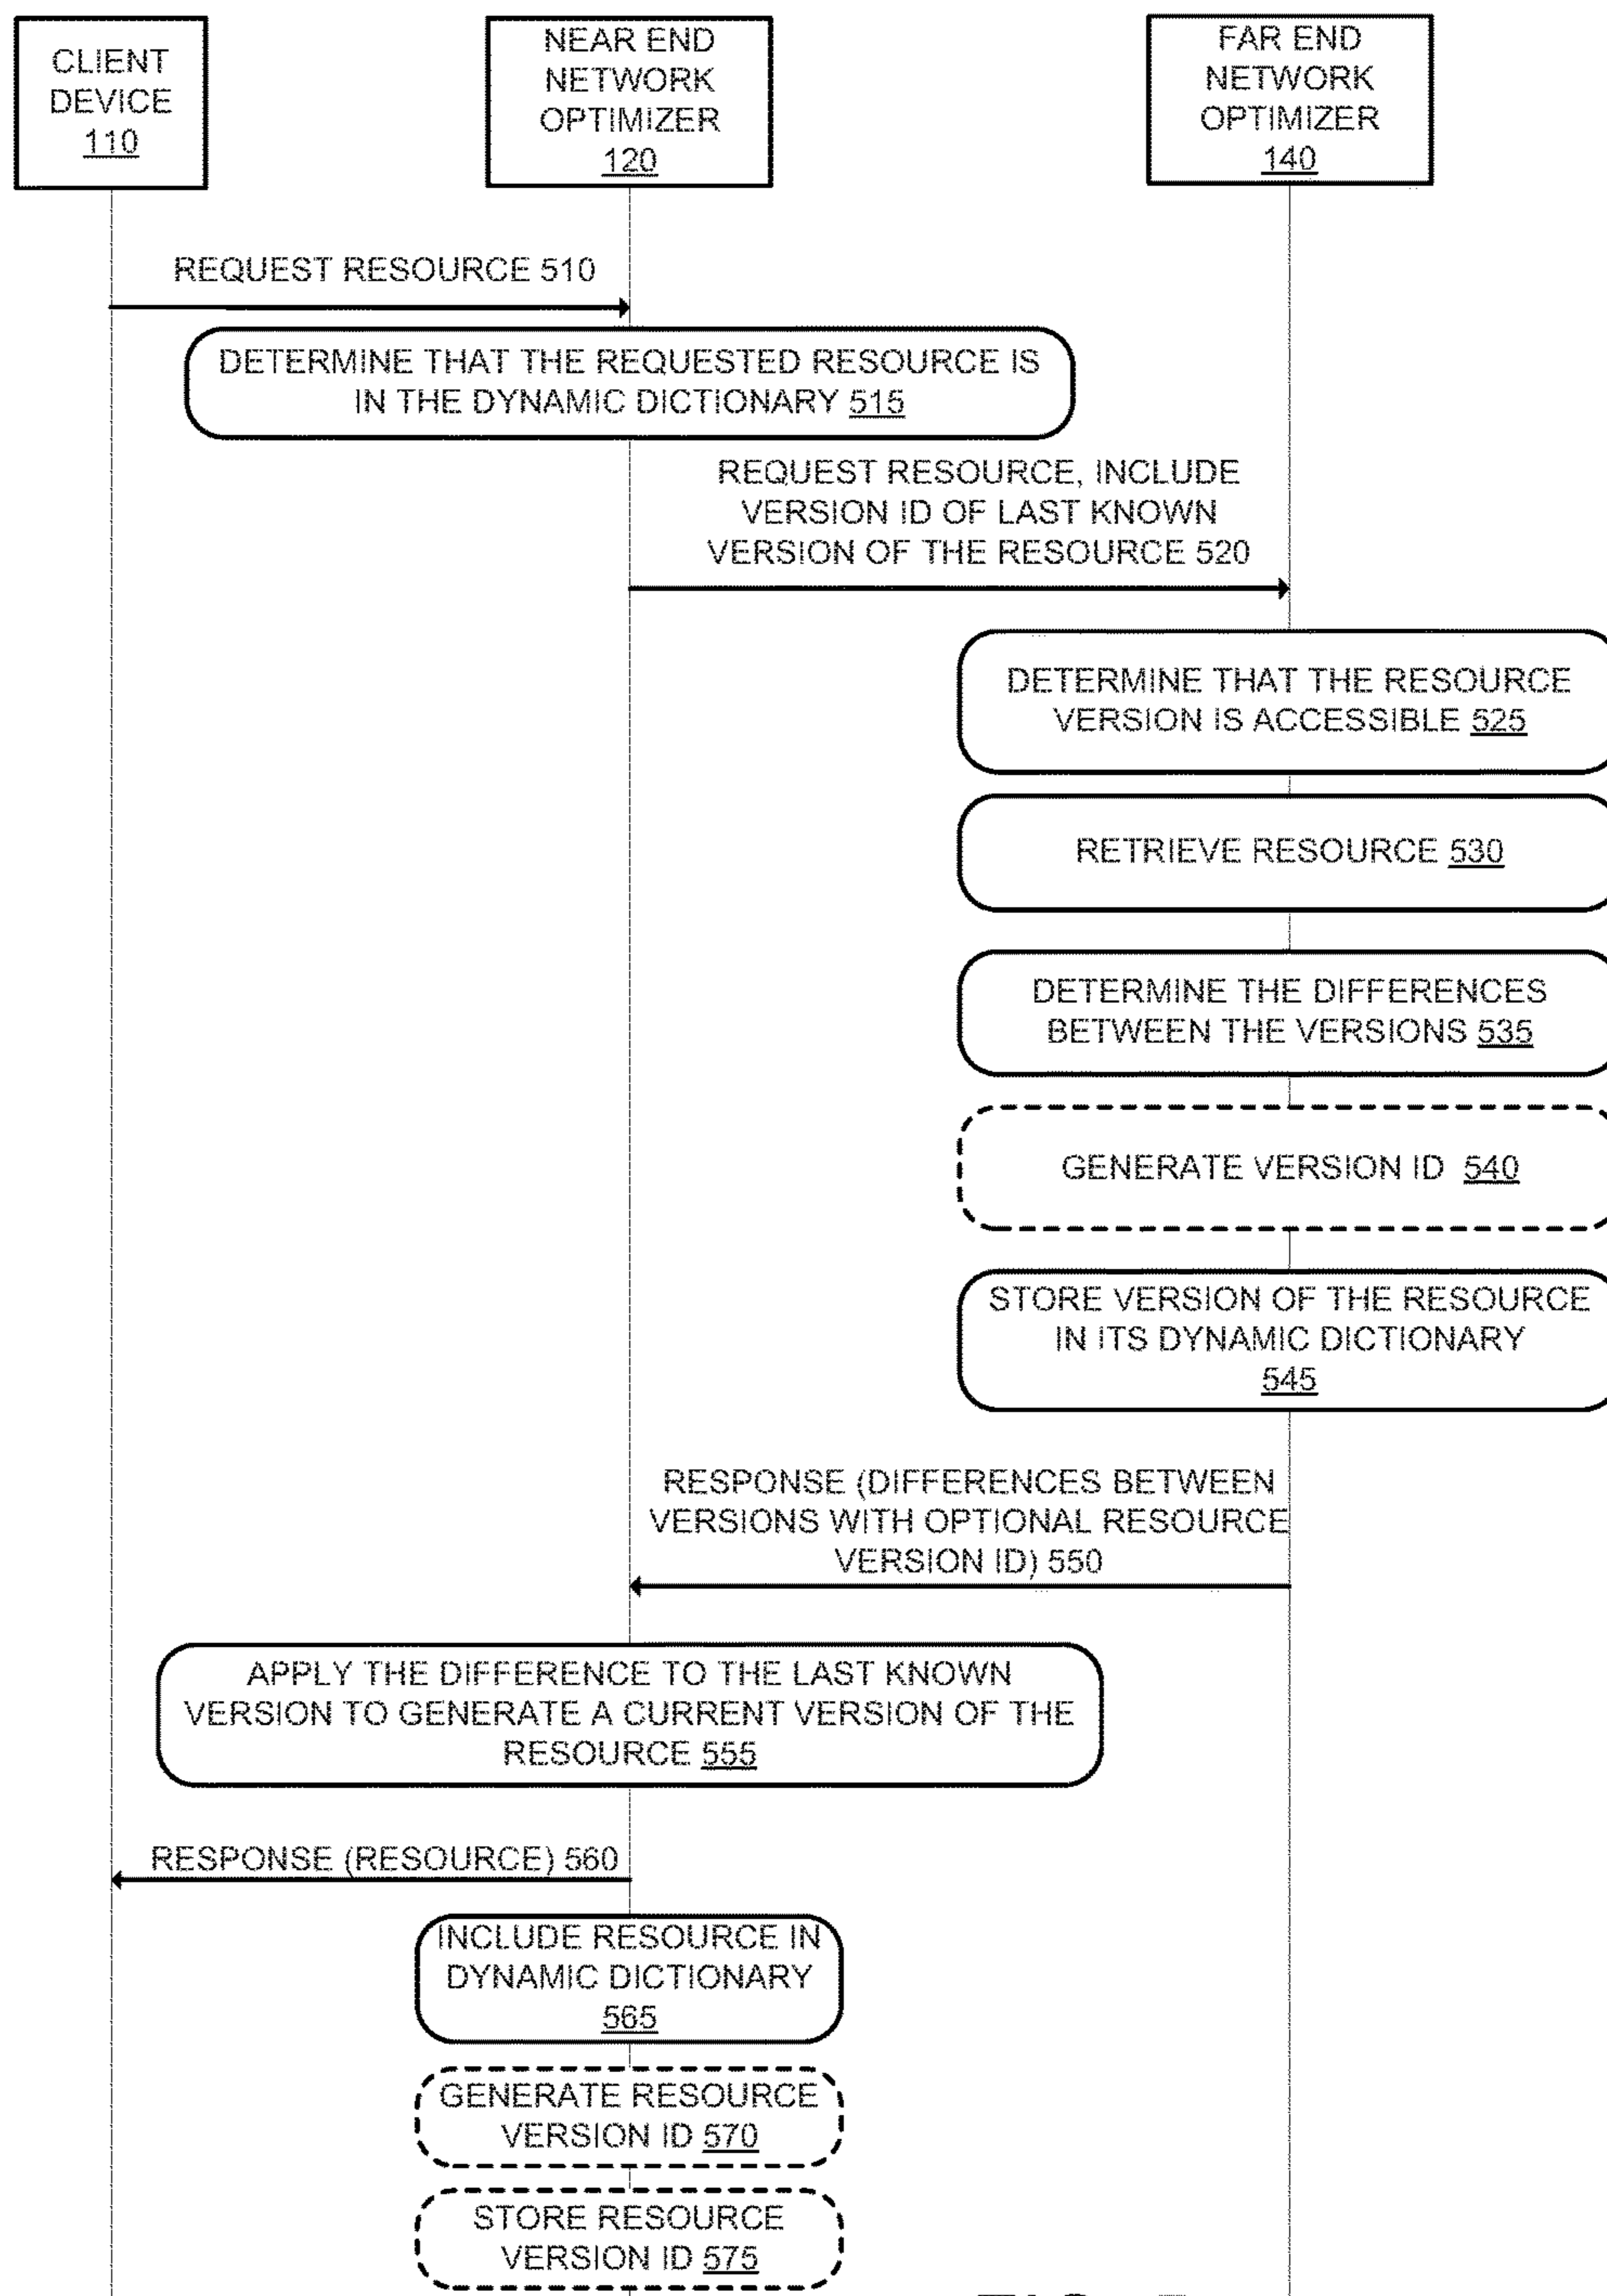 CLIENT
DEVICE
110
NEAR END
NETWORK
OPTIMIZER
120
FAR END
NETWORK
OPTIMIZER
140
REQUEST RESOURCE 510
DETERMINE THAT THE REQUESTED RESOURCE IS
IN THE DYNAMIC DICTIONARY 515
REQUEST RESOURCE, INCLUDE
VERSION ID OF LAST KNOWN
VERSION OF THE RESOURCE 520
DETERMINE THAT THE RESOURCE
VERSION IS ACCESSIBLE 525
RETRIEVE RESOURCE 530
DETERMINE THE DIFFERENCES
BETWEEN THE VERSIONS 535
GENERATE VERSION ID 540
STORE VERSION OF THE RESOURCE
IN ITS DYNAMIC DICTIONARY
545
RESPONSE (DIFFERENCES BETWEEN
VERSIONS WITH OPTIONAL RESOURCE
VERSION ID) 550
APPLY THE DIFFERENCE TO THE LAST KNOWN
VERSION TO GENERATE A CURRENT VERSION OF THE
RESOURCE 555
RESPONSE (RESOURCE) 560
INCLUDE RESOURCE IN
DYNAMIC DICTIONARY
565
GENERATE RESOURCE
VERSION ID 570
STORE RESOURCE
VERSION ID 575